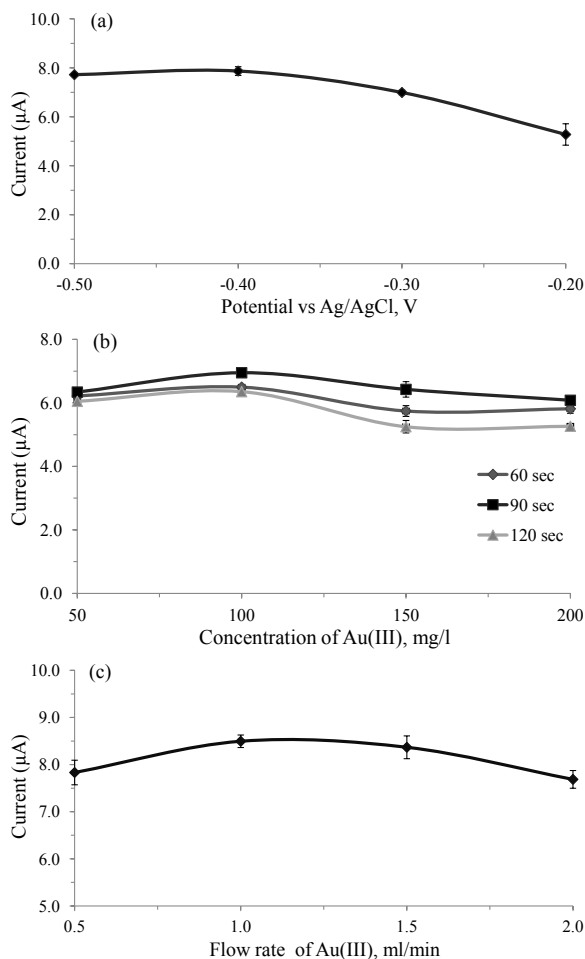 (a)
10.0
8.0
6.0
4.0
2.0
0.0
Current (µA)
-0.50 -0.40 -0.30 -0.20
Potential vs Ag/AgCl, V
(b)
8.0
6.0
4.0
2.0
0.0
Current (µA)
60 sec
90 sec
120 sec
50 100 150 200
Concentration of Au(III), mg/l
(c)
10.0
9.0
8.0
7.0
6.0
5.0
Current (µA)
0.5 1.0 1.5 2.0
Flow rate of Au(III), ml/min